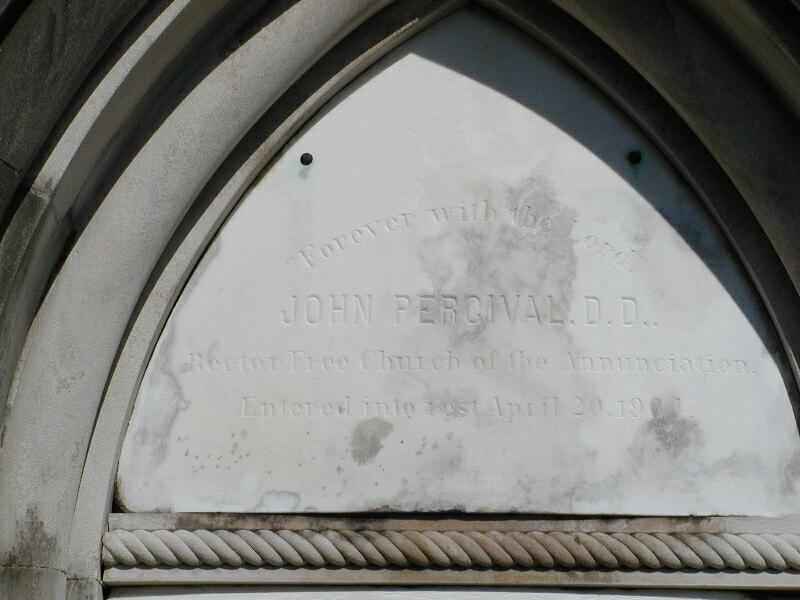 "Forever with the Lord."
JOHN PERCIVAL. D. D..
Rector Free Church of the Annunciation.
Entered into rest April 20.